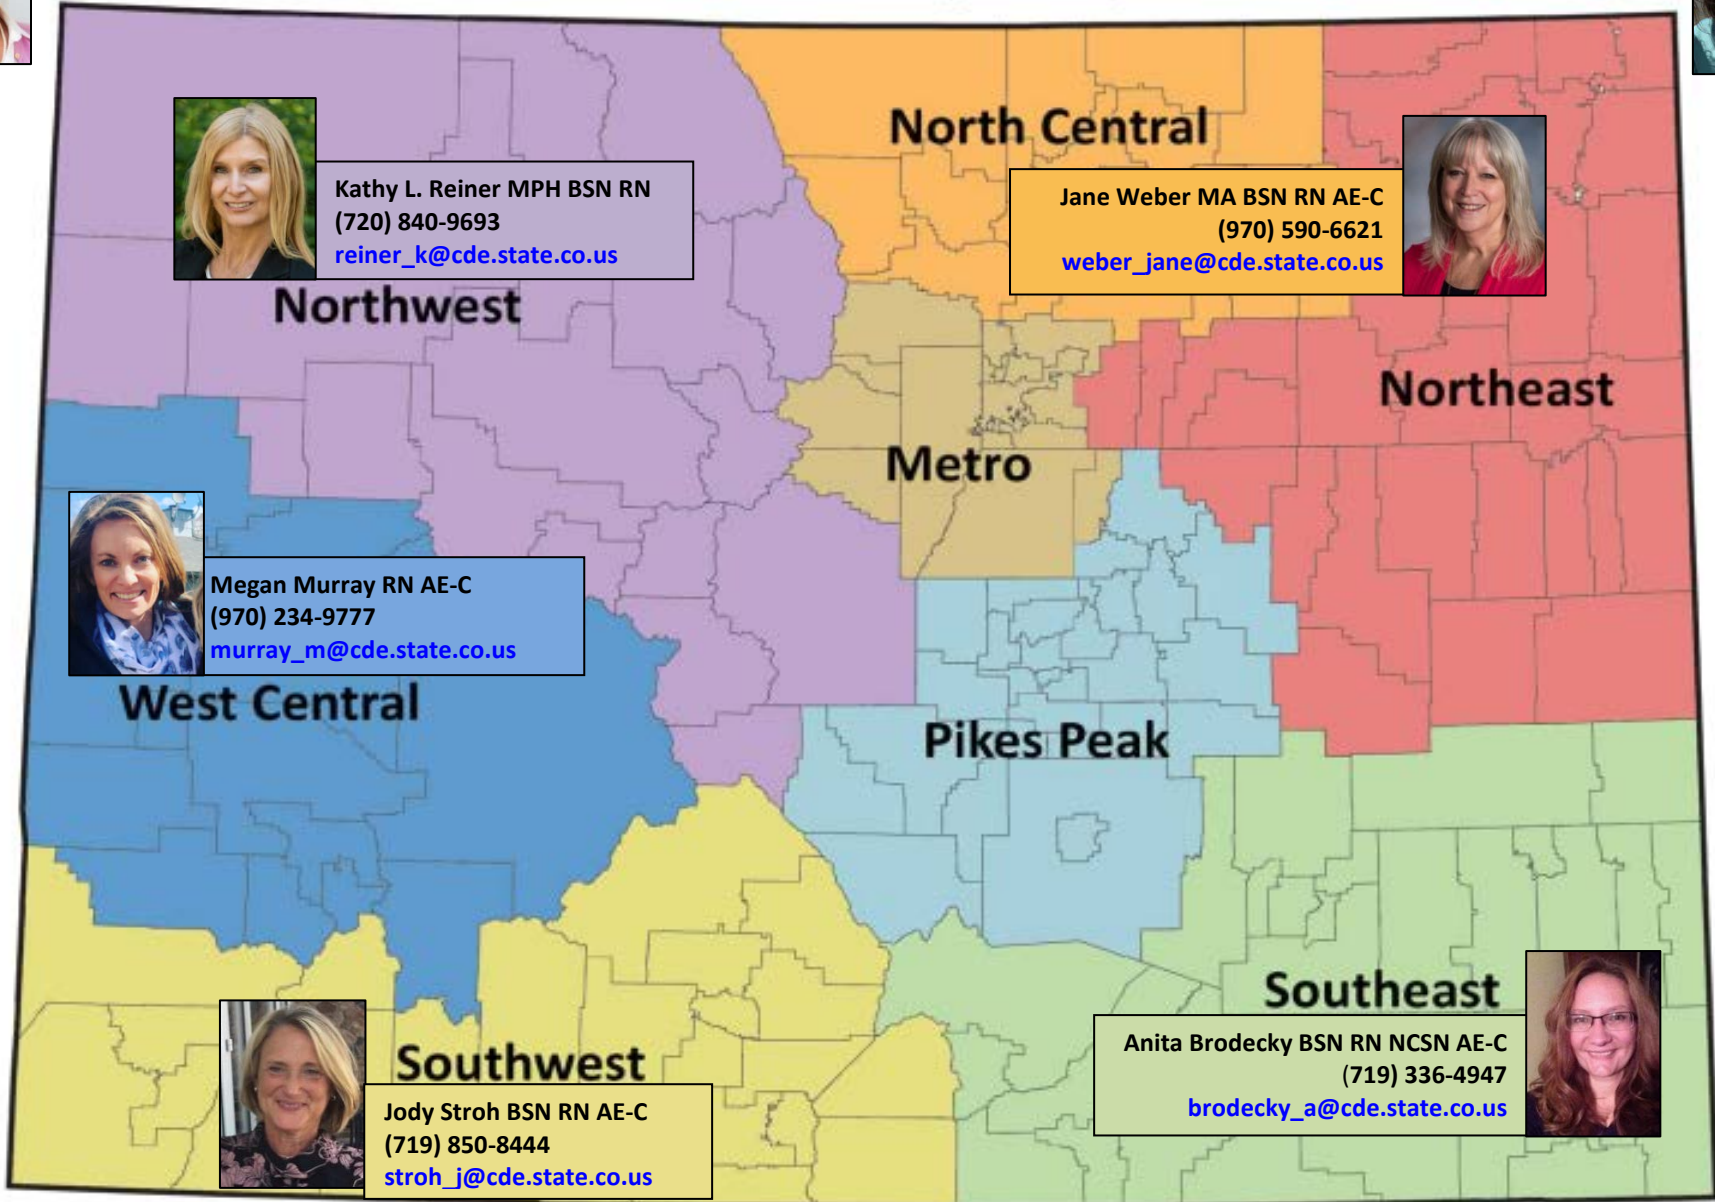 North Central
Kathy L. Reiner MPH BSN RN
(720) 840-9693
reiner_k@cde.state.co.us
Jane Weber MA BSN RN AE-C
(970) 590-6621
weber_jane@cde.state.co.us
Northwest
Northeast
Metro
Megan Murray RN AE-C
(970) 234-9777
murray_m@cde.state.co.us
West Central
Pikes Peak
Southeast
Anita Brodecky BSN RN NCSN AE-C
(719) 336-4947
brodecky_a@cde.state.co.us
Southwest
Jody Stroh BSN RN AE-C
(719) 850-8444
stroh_j@cde.state.co.us